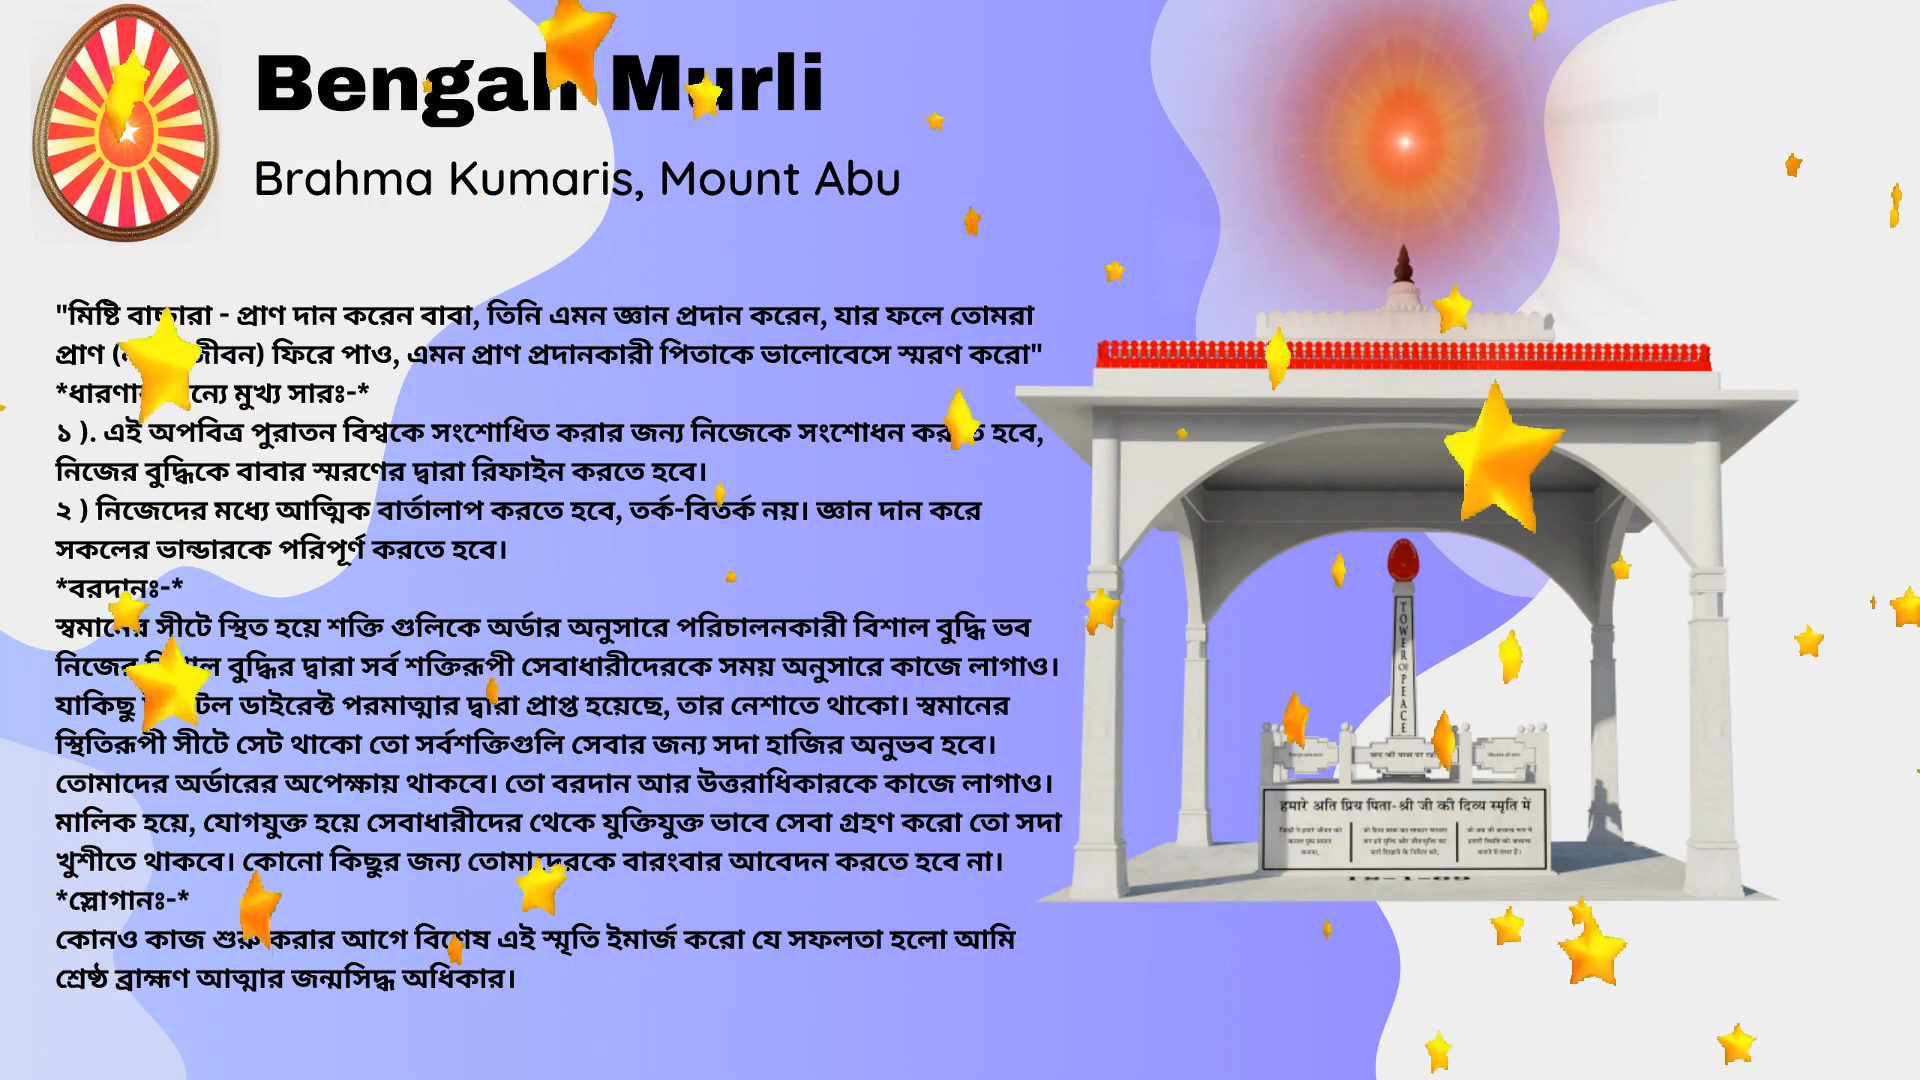 Bengali Murli
Brahma Kumaris, Mount Abu
"মিষ্টি বাচ্চারা - প্রাণ দান করেন বাবা, তিনি এমন জ্ঞান প্রদান করেন, যার ফলে তোমরা
প্রাণ ( জীবন) ফিরে পাও, এমন প্রাণ প্রদানকারী পিতাকে ভালোবেসে স্মরণ করো"
*ধারণার জন্যে মুখ্য সারঃ-*
১ ). এই অপবিত্র পুরাতন বিশ্বকে সংশোধিত করার জন্য নিজেকে সংশোধন করতে হবে,
নিজের বুদ্ধিকে বাবার স্মরণের দ্বারা রিফাইন করতে হবে।
২ ) নিজেদের মধ্যে আত্মিক বার্তালাপ করতে হবে, তর্ক-বিতর্ক নয়। জ্ঞান দান করে
সকলের ভান্ডারকে পরিপূর্ণ করতে হবে।
*বরদানঃ-*
স্বমানের সীটে স্থিত হয়ে শক্তি গুলিকে অর্ডার অনুসারে পরিচালনকারী বিশাল বুদ্ধি ভব
নিজের বিশাল বুদ্ধির দ্বারা সর্ব শক্তিরূপী সেবাধারীদেরকে সময় অনুসারে কাজে লাগাও।
যাকিছু ডাইরেক্ট পরমাত্মার দ্বারা প্রাপ্ত হয়েছে, তার নেশাতে থাকো। স্বমানের
স্থিতিরূপী সীটে সেট থাকো তো সর্বশক্তিগুলি সেবার জন্য সদা হাজির অনুভব হবে।
তোমাদের অর্ডারের অপেক্ষায় থাকবে। তো বরদান আর উত্তরাধিকারকে কাজে লাগাও।
মালিক হয়ে, যোগযুক্ত হয়ে সেবাধারীদের থেকে যুক্তিযুক্ত ভাবে সেবা গ্রহণ করো তো সদা
খুশীতে থাকবে। কোনো কিছুর জন্য তোমাদেরকে বারংবার আবেদন করতে হবে না।
*স্লোগানঃ-*
কোনও কাজ শুরু করার আগে বিশেষ এই স্মৃতি ইমার্জ করো যে সফলতা হলো আমি
শ্রেষ্ঠ ব্রাহ্মণ আত্মার জন্মসিদ্ধ অধিকার।
TOWER OF PEACE
हमारे अति प्रिय पिता-श्री जी की दिव्य स्मृति में
18-1-69